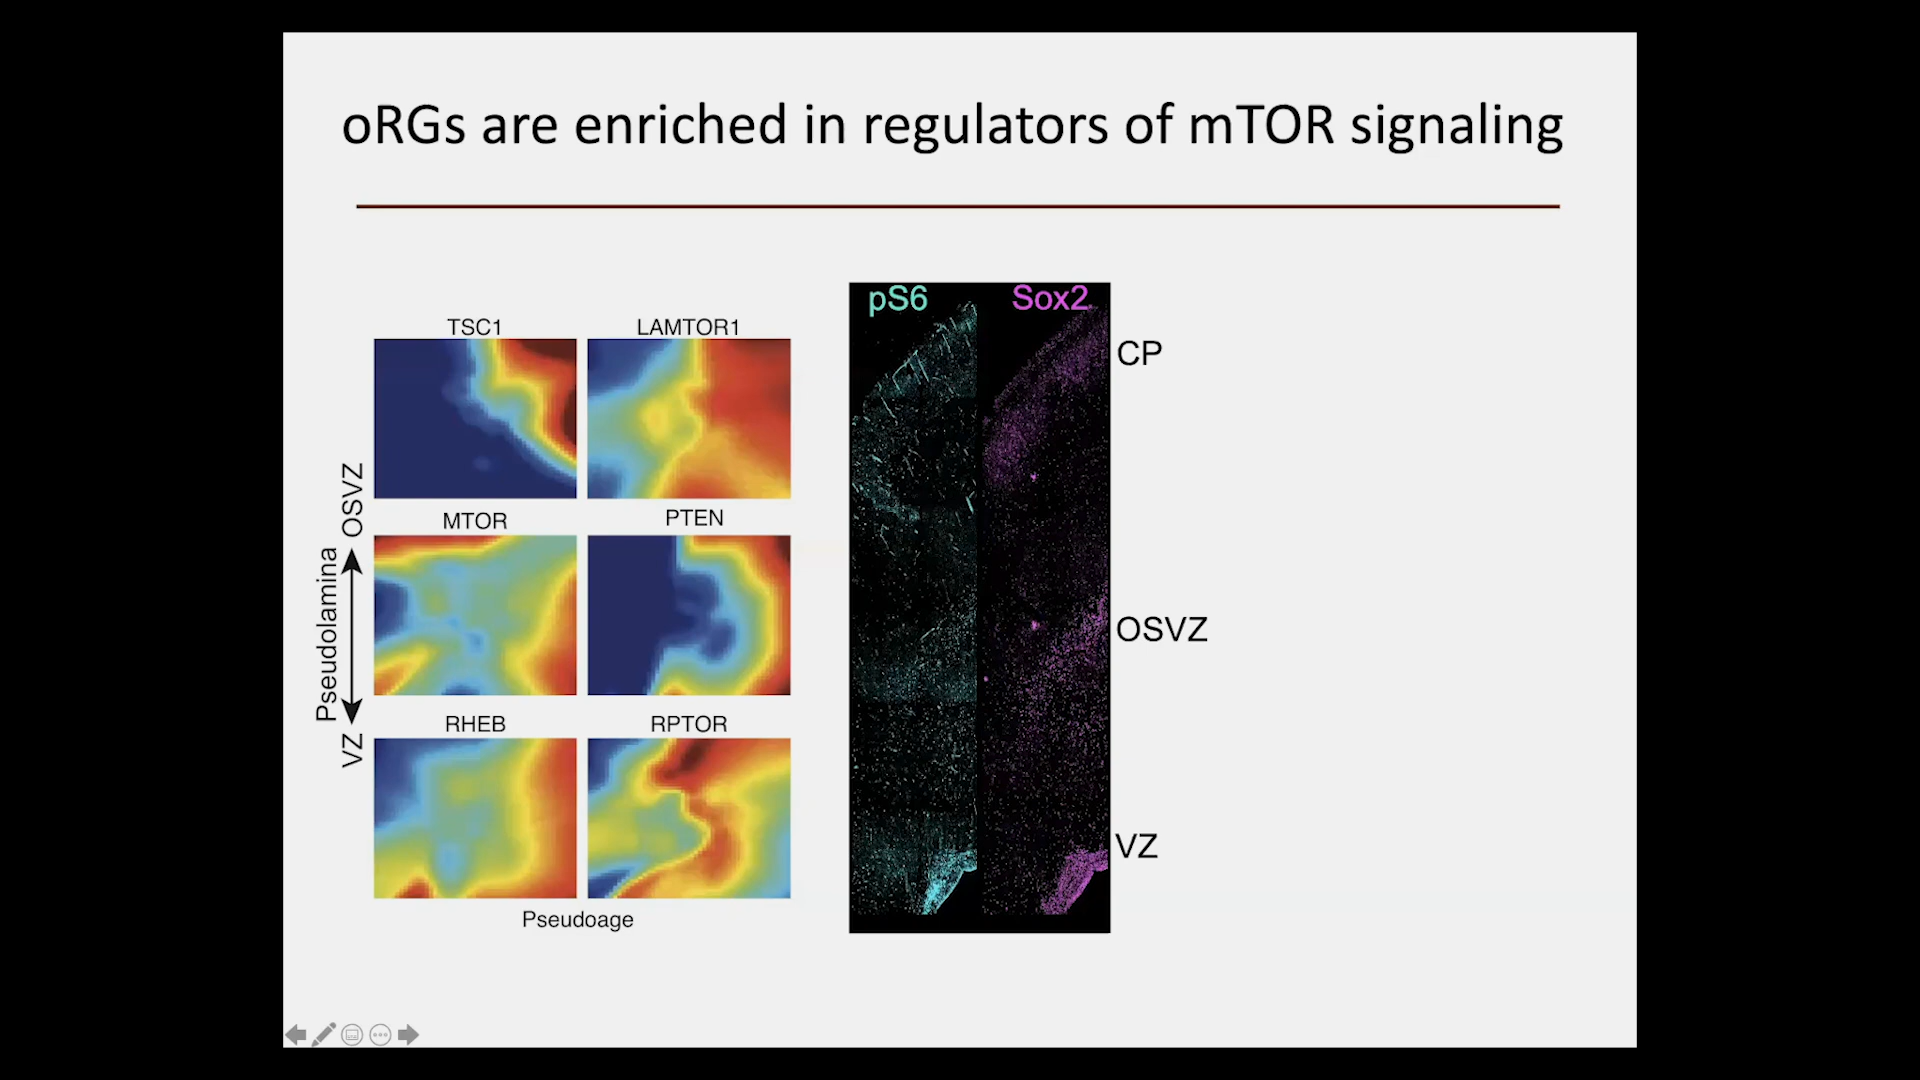 oRGs are enriched in regulators of mTOR signaling
TSC1
LAMTOR1
MTOR
PTEN
RHEB
RPTOR
OSVZ
Pseudolamina
VZ
Pseudoage
pS6
Sox2
CP
OSVZ
VZ